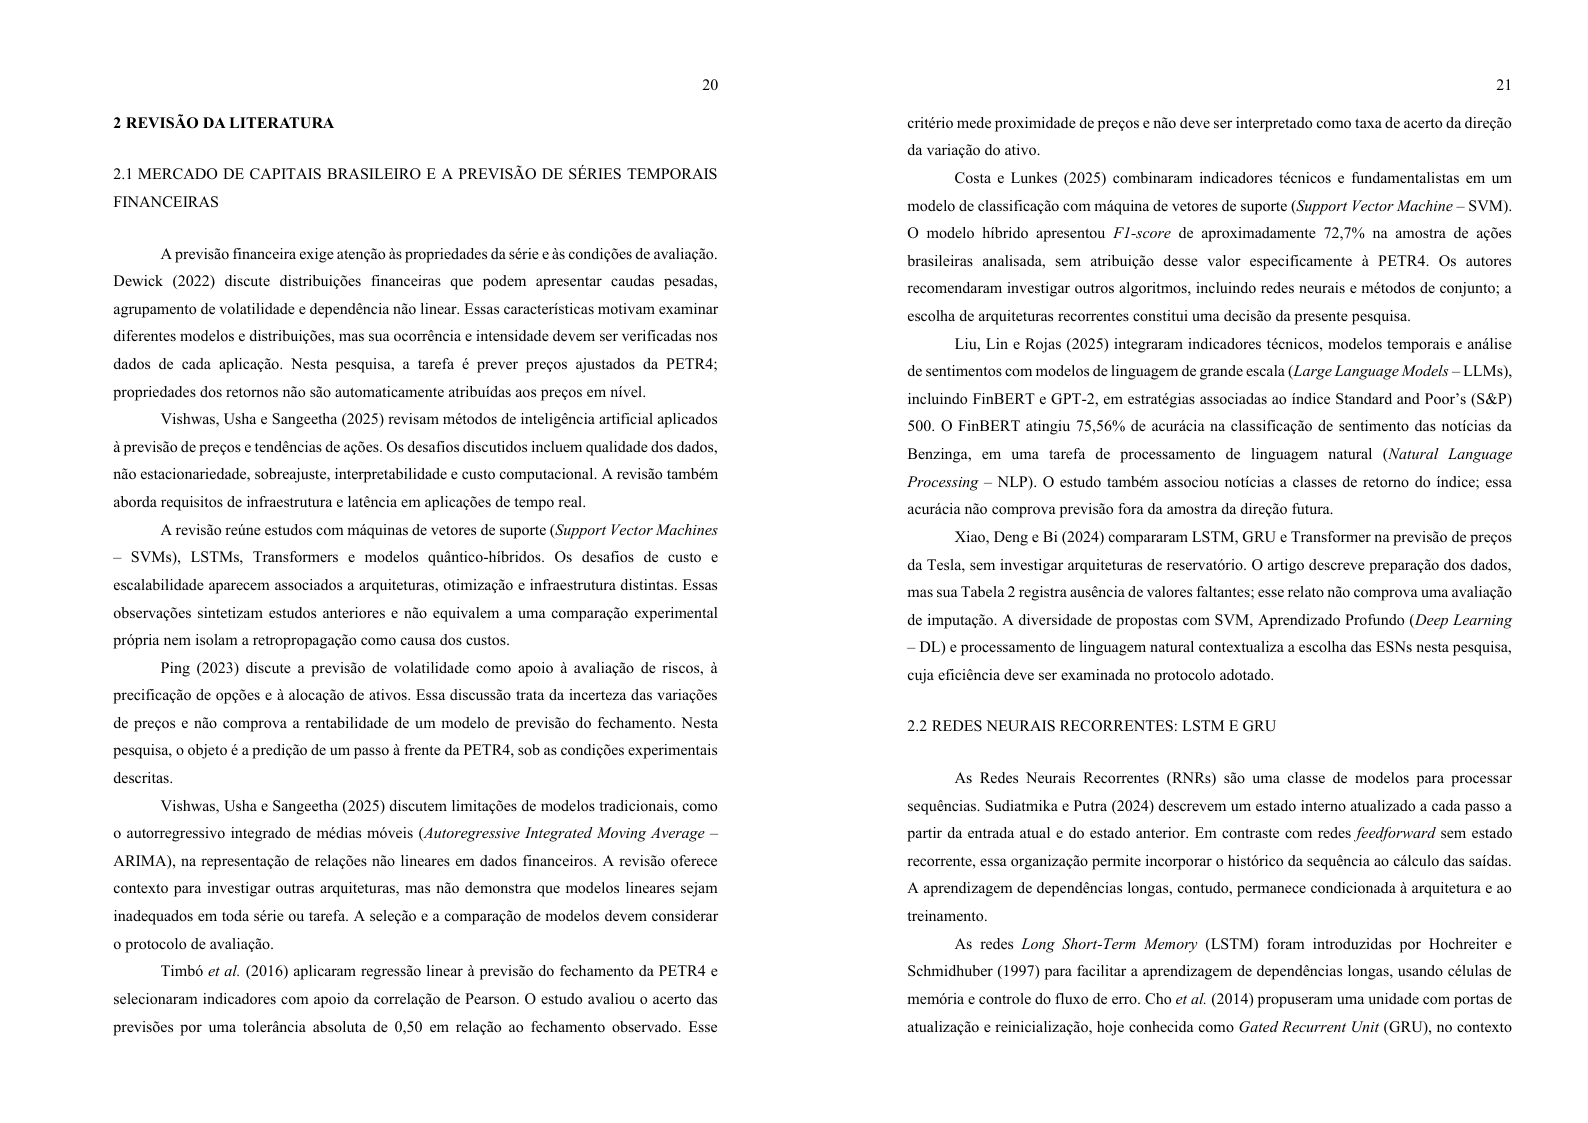 20
2 REVISÃO DA LITERATURA
2.1 MERCADO DE CAPITAIS BRASILEIRO E A PREVISÃO DE SÉRIES TEMPORAIS
FINANCEIRAS
A previsão financeira exige atenção às propriedades da série e às condições de avaliação.
Dewick (2022) discute distribuições financeiras que podem apresentar caudas pesadas,
agrupamento de volatilidade e dependência não linear. Essas características motivam examinar
diferentes modelos e distribuições, mas sua ocorrência e intensidade devem ser verificadas nos
dados de cada aplicação. Nesta pesquisa, a tarefa é prever preços ajustados da PETR4;
propriedades dos retornos não são automaticamente atribuídas aos preços em nível.
Vishwas, Usha e Sangeetha (2025) revisam métodos de inteligência artificial aplicados
à previsão de preços e tendências de ações. Os desafios discutidos incluem qualidade dos dados,
não estacionariedade, sobreajuste, interpretabilidade e custo computacional. A revisão também
aborda requisitos de infraestrutura e latência em aplicações de tempo real.
A revisão reúne estudos com máquinas de vetores de suporte (Support Vector Machines
– SVMs), LSTMs, Transformers e modelos quântico-híbridos. Os desafios de custo e
escalabilidade aparecem associados a arquiteturas, otimização e infraestrutura distintas. Essas
observações sintetizam estudos anteriores e não equivalem a uma comparação experimental
própria nem isolam a retropropagação como causa dos custos.
Ping (2023) discute a previsão de volatilidade como apoio à avaliação de riscos, à
precificação de opções e à alocação de ativos. Essa discussão trata da incerteza das variações
de preços e não comprova a rentabilidade de um modelo de previsão do fechamento. Nesta
pesquisa, o objeto é a predição de um passo à frente da PETR4, sob as condições experimentais
descritas.
Vishwas, Usha e Sangeetha (2025) discutem limitações de modelos tradicionais, como
o autorregressivo integrado de médias móveis (Autoregressive Integrated Moving Average –
ARIMA), na representação de relações não lineares em dados financeiros. A revisão oferece
contexto para investigar outras arquiteturas, mas não demonstra que modelos lineares sejam
inadequados em toda série ou tarefa. A seleção e a comparação de modelos devem considerar
o protocolo de avaliação.
Timbó et al. (2016) aplicaram regressão linear à previsão do fechamento da PETR4 e
selecionaram indicadores com apoio da correlação de Pearson. O estudo avaliou o acerto das
previsões por uma tolerância absoluta de 0,50 em relação ao fechamento observado. Esse
21
critério mede proximidade de preços e não deve ser interpretado como taxa de acerto da direção
da variação do ativo.
Costa e Lunkes (2025) combinaram indicadores técnicos e fundamentalistas em um
modelo de classificação com máquina de vetores de suporte (Support Vector Machine – SVM).
O modelo híbrido apresentou F1-score de aproximadamente 72,7% na amostra de ações
brasileiras analisada, sem atribuição desse valor especificamente à PETR4. Os autores
recomendaram investigar outros algoritmos, incluindo redes neurais e métodos de conjunto; a
escolha de arquiteturas recorrentes constitui uma decisão da presente pesquisa.
Liu, Lin e Rojas (2025) integraram indicadores técnicos, modelos temporais e análise
de sentimentos com modelos de linguagem de grande escala (Large Language Models – LLMs),
incluindo FinBERT e GPT-2, em estratégias associadas ao índice Standard and Poor’s (S&P)
500. O FinBERT atingiu 75,56% de acurácia na classificação de sentimento das notícias da
Benzinga, em uma tarefa de processamento de linguagem natural (Natural Language
Processing – NLP). O estudo também associou notícias a classes de retorno do índice; essa
acurácia não comprova previsão fora da amostra da direção futura.
Xiao, Deng e Bi (2024) compararam LSTM, GRU e Transformer na previsão de preços
da Tesla, sem investigar arquiteturas de reservatório. O artigo descreve preparação dos dados,
mas sua Tabela 2 registra ausência de valores faltantes; esse relato não comprova uma avaliação
de imputação. A diversidade de propostas com SVM, Aprendizado Profundo (Deep Learning
– DL) e processamento de linguagem natural contextualiza a escolha das ESNs nesta pesquisa,
cuja eficiência deve ser examinada no protocolo adotado.
2.2 REDES NEURAIS RECORRENTES: LSTM E GRU
As Redes Neurais Recorrentes (RNRs) são uma classe de modelos para processar
sequências. Sudiatmika e Putra (2024) descrevem um estado interno atualizado a cada passo a
partir da entrada atual e do estado anterior. Em contraste com redes feedforward sem estado
recorrente, essa organização permite incorporar o histórico da sequência ao cálculo das saídas.
A aprendizagem de dependências longas, contudo, permanece condicionada à arquitetura e ao
treinamento.
As redes Long Short-Term Memory (LSTM) foram introduzidas por Hochreiter e
Schmidhuber (1997) para facilitar a aprendizagem de dependências longas, usando células de
memória e controle do fluxo de erro. Cho et al. (2014) propuseram uma unidade com portas de
atualização e reinicialização, hoje conhecida como Gated Recurrent Unit (GRU), no contexto